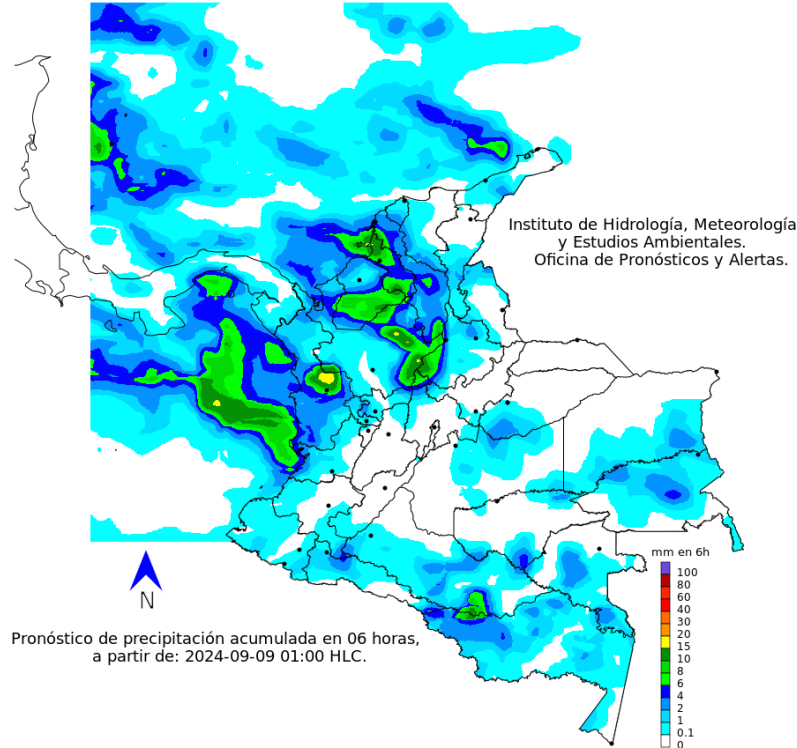 Instituto de Hidrología, Meteorología
y Estudios Ambientales.
Oficina de Pronósticos y Alertas.
N
Pronóstico de precipitación acumulada en 06 horas,
a partir de: 2024-09-09 01:00 HLC.
mm en 6h
100
80
60
40
30
20
15
10
8
6
4
2
1
0.1
0